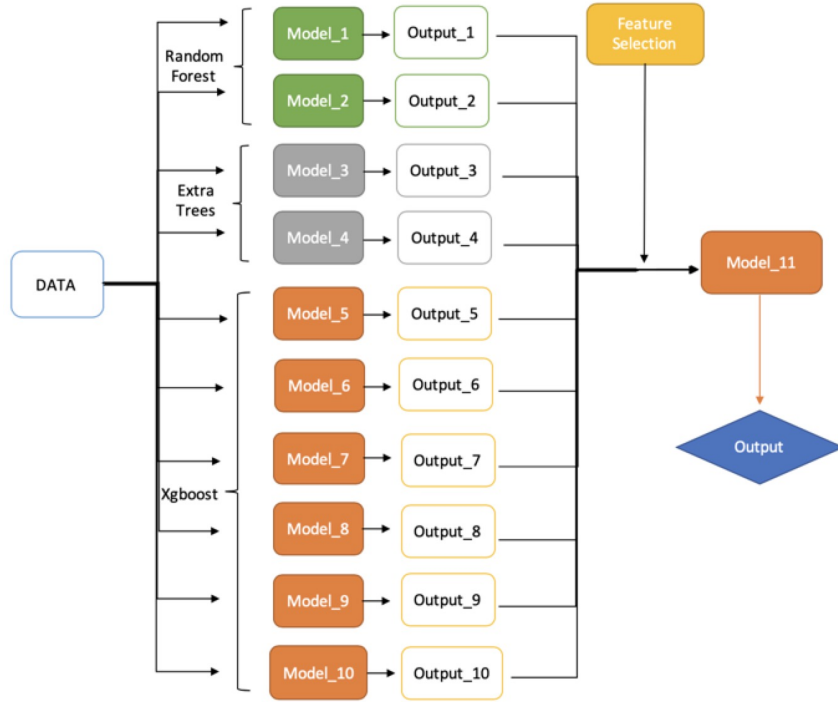 Random
Forest
Model_1
Output_1
Feature
Selection
Model_2
Output_2
Extra
Trees
Model_3
Output_3
Model_4
Output_4
DATA
Model_11
Xgboost
Model_5
Output_5
Model_6
Output_6
Model_7
Output_7
Model_8
Output_8
Model_9
Output_9
Model_10
Output_10
Output